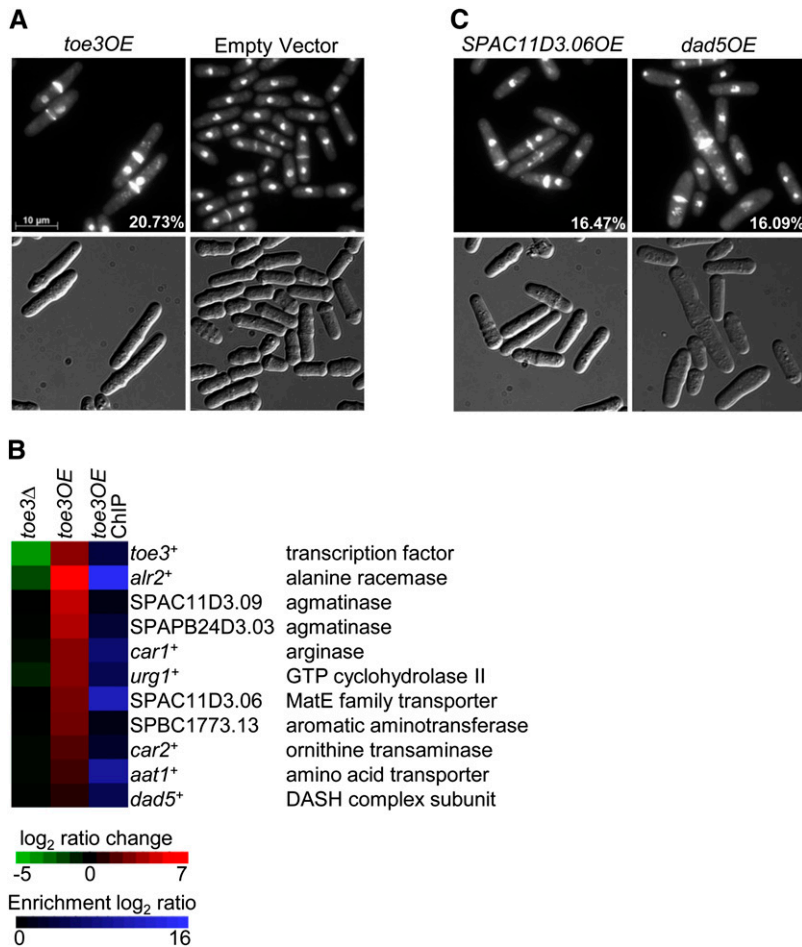 A
toe3OE
Empty Vector
10 µm
20.73%
C
SPAC11D3.06OE
dad5OE
16.47%
16.09%
B
toe3Δ
toe3OE
toe3OE
ChIP
toe3+ transcription factor
alr2+ alanine racemase
SPAC11D3.09 agmatinase
SPAPB24D3.03 agmatinase
car1+ arginase
urg1+ GTP cyclohydrolase II
SPAC11D3.06 MatE family transporter
SPBC1773.13 aromatic aminotransferase
car2+ ornithine transaminase
aat1+ amino acid transporter
dad5+ DASH complex subunit
log2 ratio change
-5 0 7
Enrichment log2 ratio
0 16